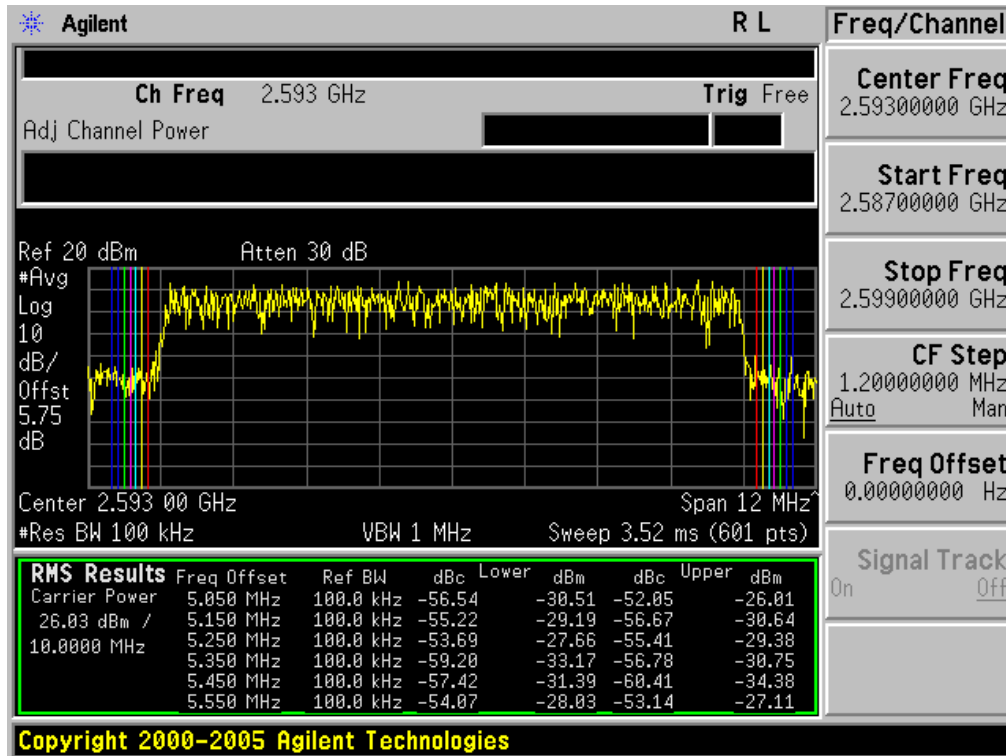 Agilent R L Freq/Channel
Ch Freq 2.593 GHz Trig Free
Adj Channel Power
Center Freq
2.59300000 GHz
Start Freq
2.58700000 GHz
Stop Freq
2.59900000 GHz
CF Step
1.20000000 MHz
Auto Man
Freq Offset
0.00000000 Hz
Signal Track
On Off
Ref 20 dBm Atten 30 dB
#Avg
Log
10
dB/
Offst
5.75
dB
Center 2.593 00 GHz Span 12 MHz^
#Res BW 100 kHz VBW 1 MHz Sweep 3.52 ms (601 pts)
RMS Results Freq Offset Ref BW dBc Lower dBm dBc Upper dBm
Carrier Power 5.050 MHz 100.0 kHz -56.54 -30.51 -52.05 -26.01
26.03 dBm / 5.150 MHz 100.0 kHz -55.22 -29.19 -56.67 -30.64
10.0000 MHz 5.250 MHz 100.0 kHz -53.69 -27.66 -55.41 -29.38
5.350 MHz 100.0 kHz -59.20 -33.17 -56.78 -30.75
5.450 MHz 100.0 kHz -57.42 -31.39 -60.41 -34.38
5.550 MHz 100.0 kHz -54.07 -28.03 -53.14 -27.11
Copyright 2000-2005 Agilent Technologies